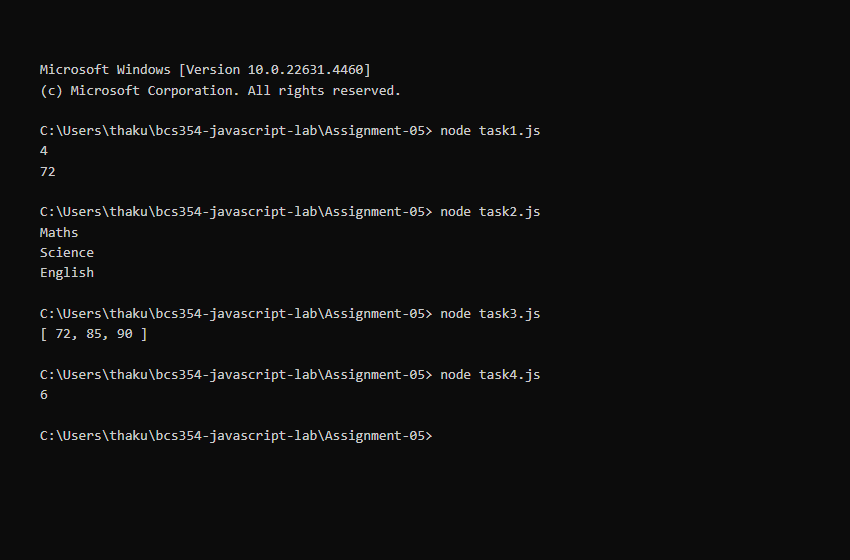 Microsoft Windows [Version 10.0.22631.4460]
(c) Microsoft Corporation. All rights reserved.
C:\Users\thaku\bcs354-javascript-lab\Assignment-05> node task1.js
4
72
C:\Users\thaku\bcs354-javascript-lab\Assignment-05> node task2.js
Maths
Science
English
C:\Users\thaku\bcs354-javascript-lab\Assignment-05> node task3.js
[ 72, 85, 90 ]
C:\Users\thaku\bcs354-javascript-lab\Assignment-05> node task4.js
6
C:\Users\thaku\bcs354-javascript-lab\Assignment-05>